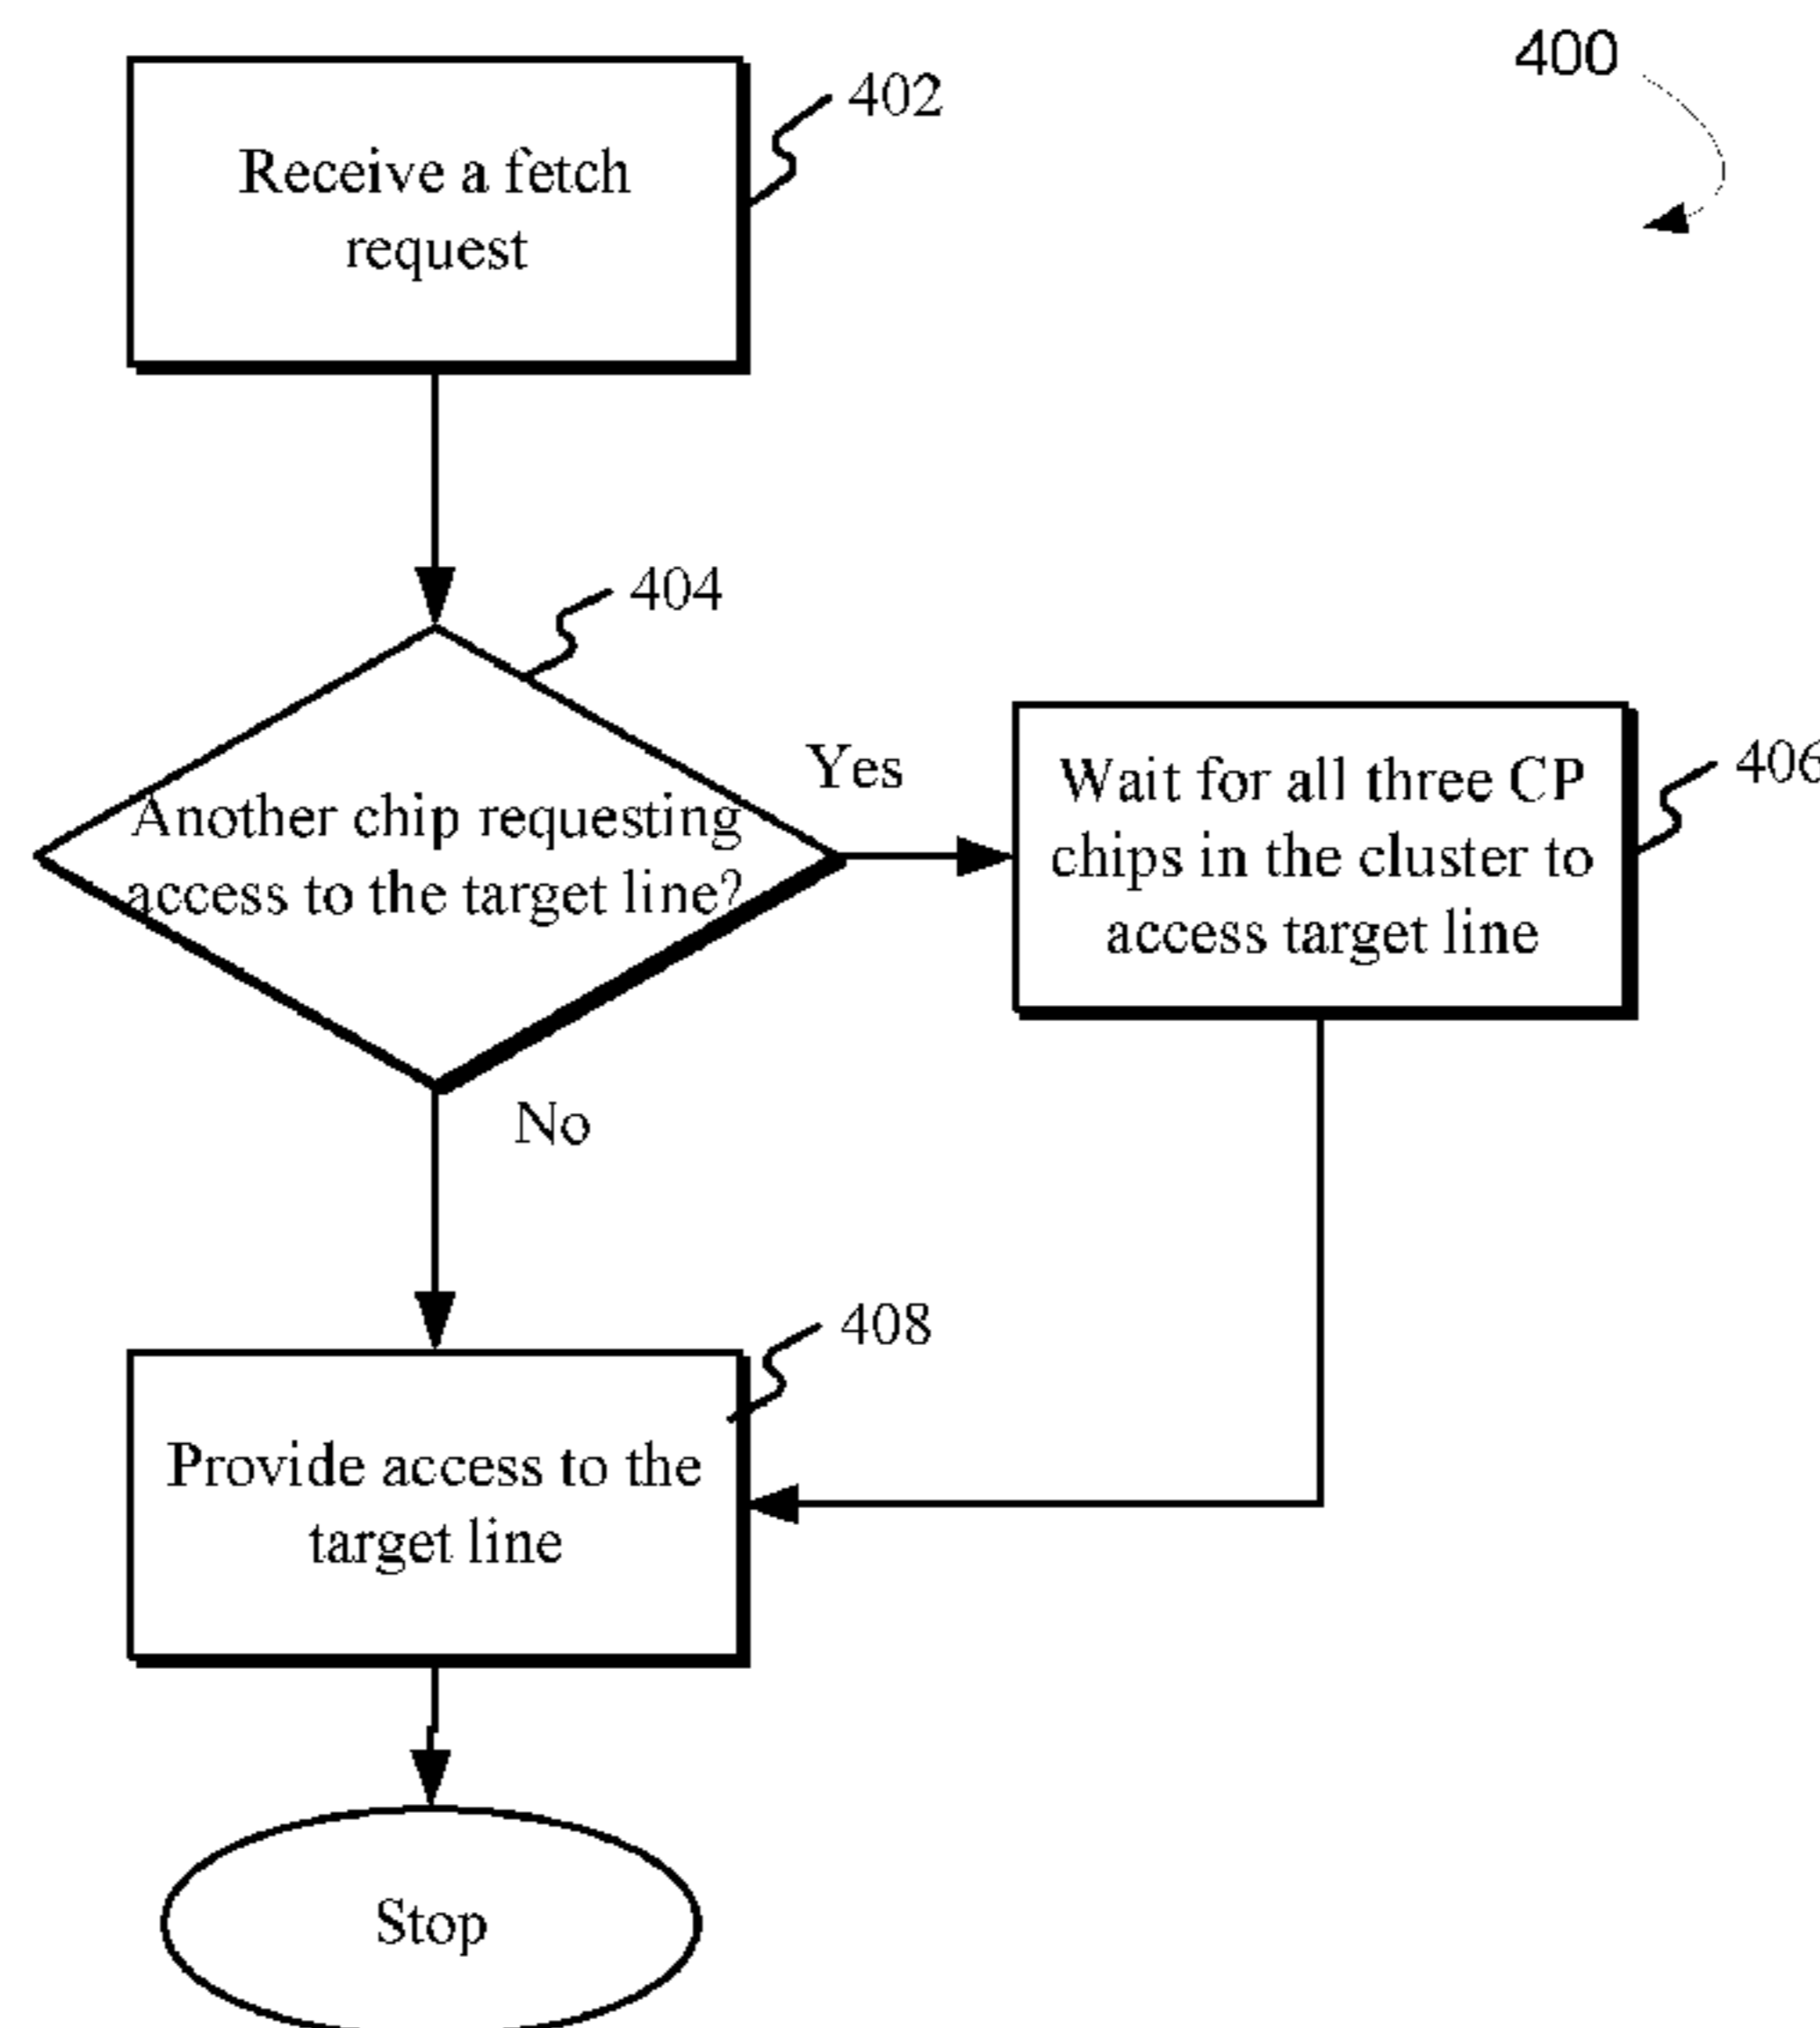 400
402
Receive a fetch
request
404
Another chip requesting
access to the target line?
Yes
Wait for all three CP
chips in the cluster to
access target line
406
No
408
Provide access to the
target line
Stop